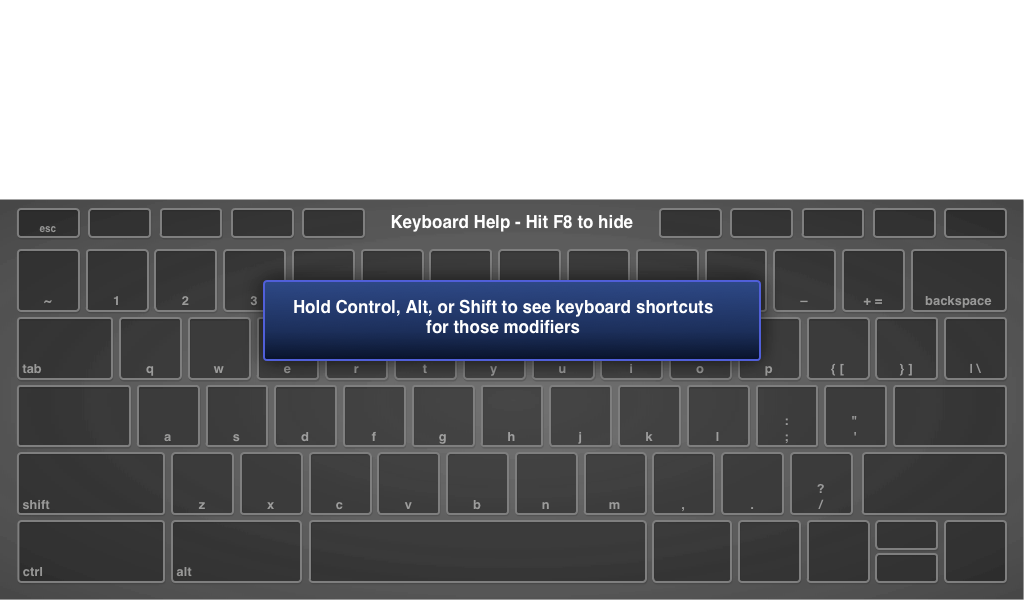 esc
Keyboard Help - Hit F8 to hide
~ 1 2 3 – + = backspace
Hold Control, Alt, or Shift to see keyboard shortcuts
for those modifiers
tab q w e r t y u i o p { [ } ] | \
a s d f g h j k l : ; " '
shift z x c v b n m , . ? /
ctrl alt